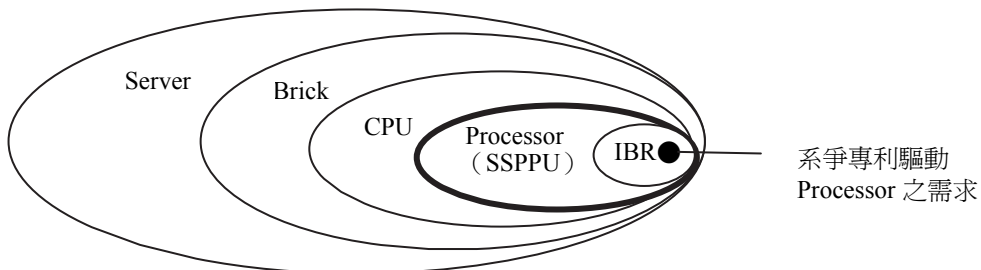 Server
Brick
CPU
Processor
（SSPPU）
IBR
系爭專利驅動
Processor 之需求